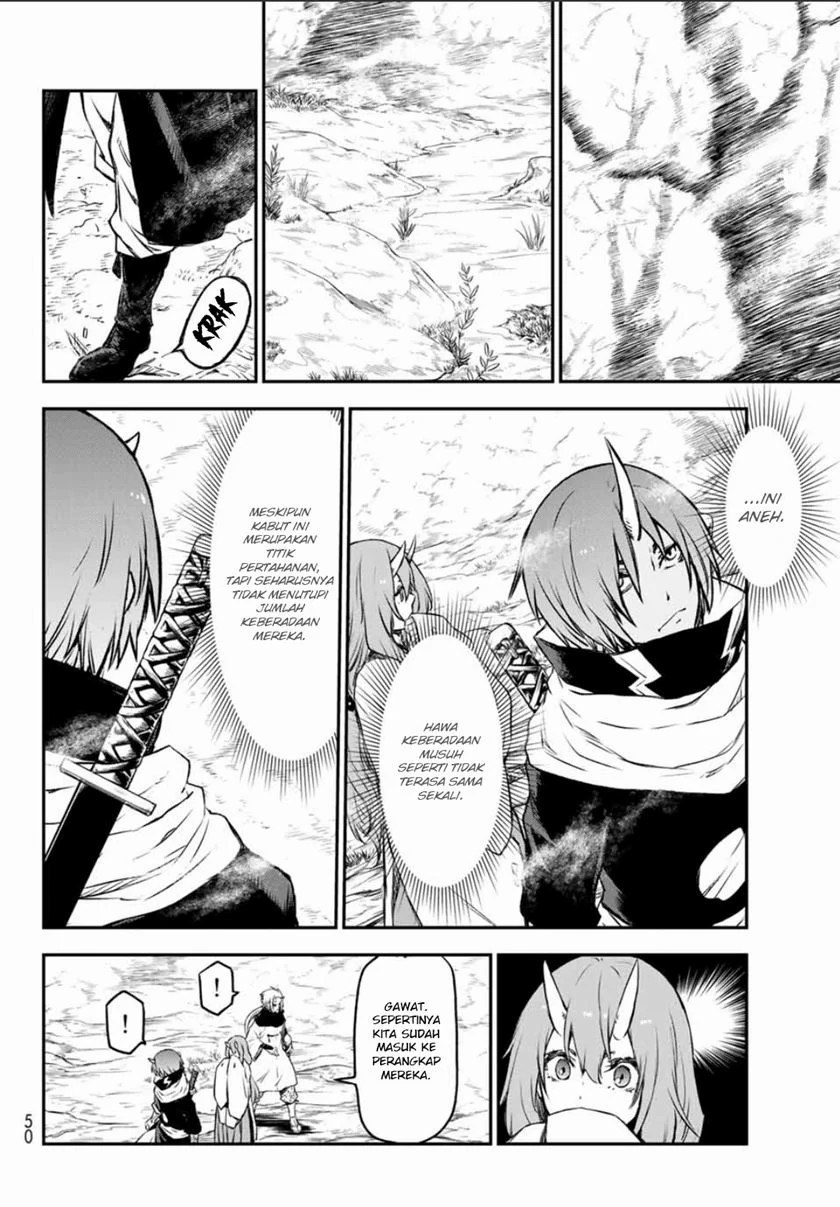 KRAK
...INI
ANEH.
HAWA
KEBERADAAN
MUSUH
SEPERTI TIDAK
TERASA SAMA
SEKALI.
MESKIPUN
KABUT INI
MERUPAKAN
TITIK
PERTAHANAN,
TAPI SEHARUSNYA
TIDAK MENUTUPI
JUMLAH
KEBERADAAN
MEREKA.
GAWAT.
SEPERTINYA
KITA SUDAH
MASUK KE
PERANGKAP
MEREKA.
!
!
50